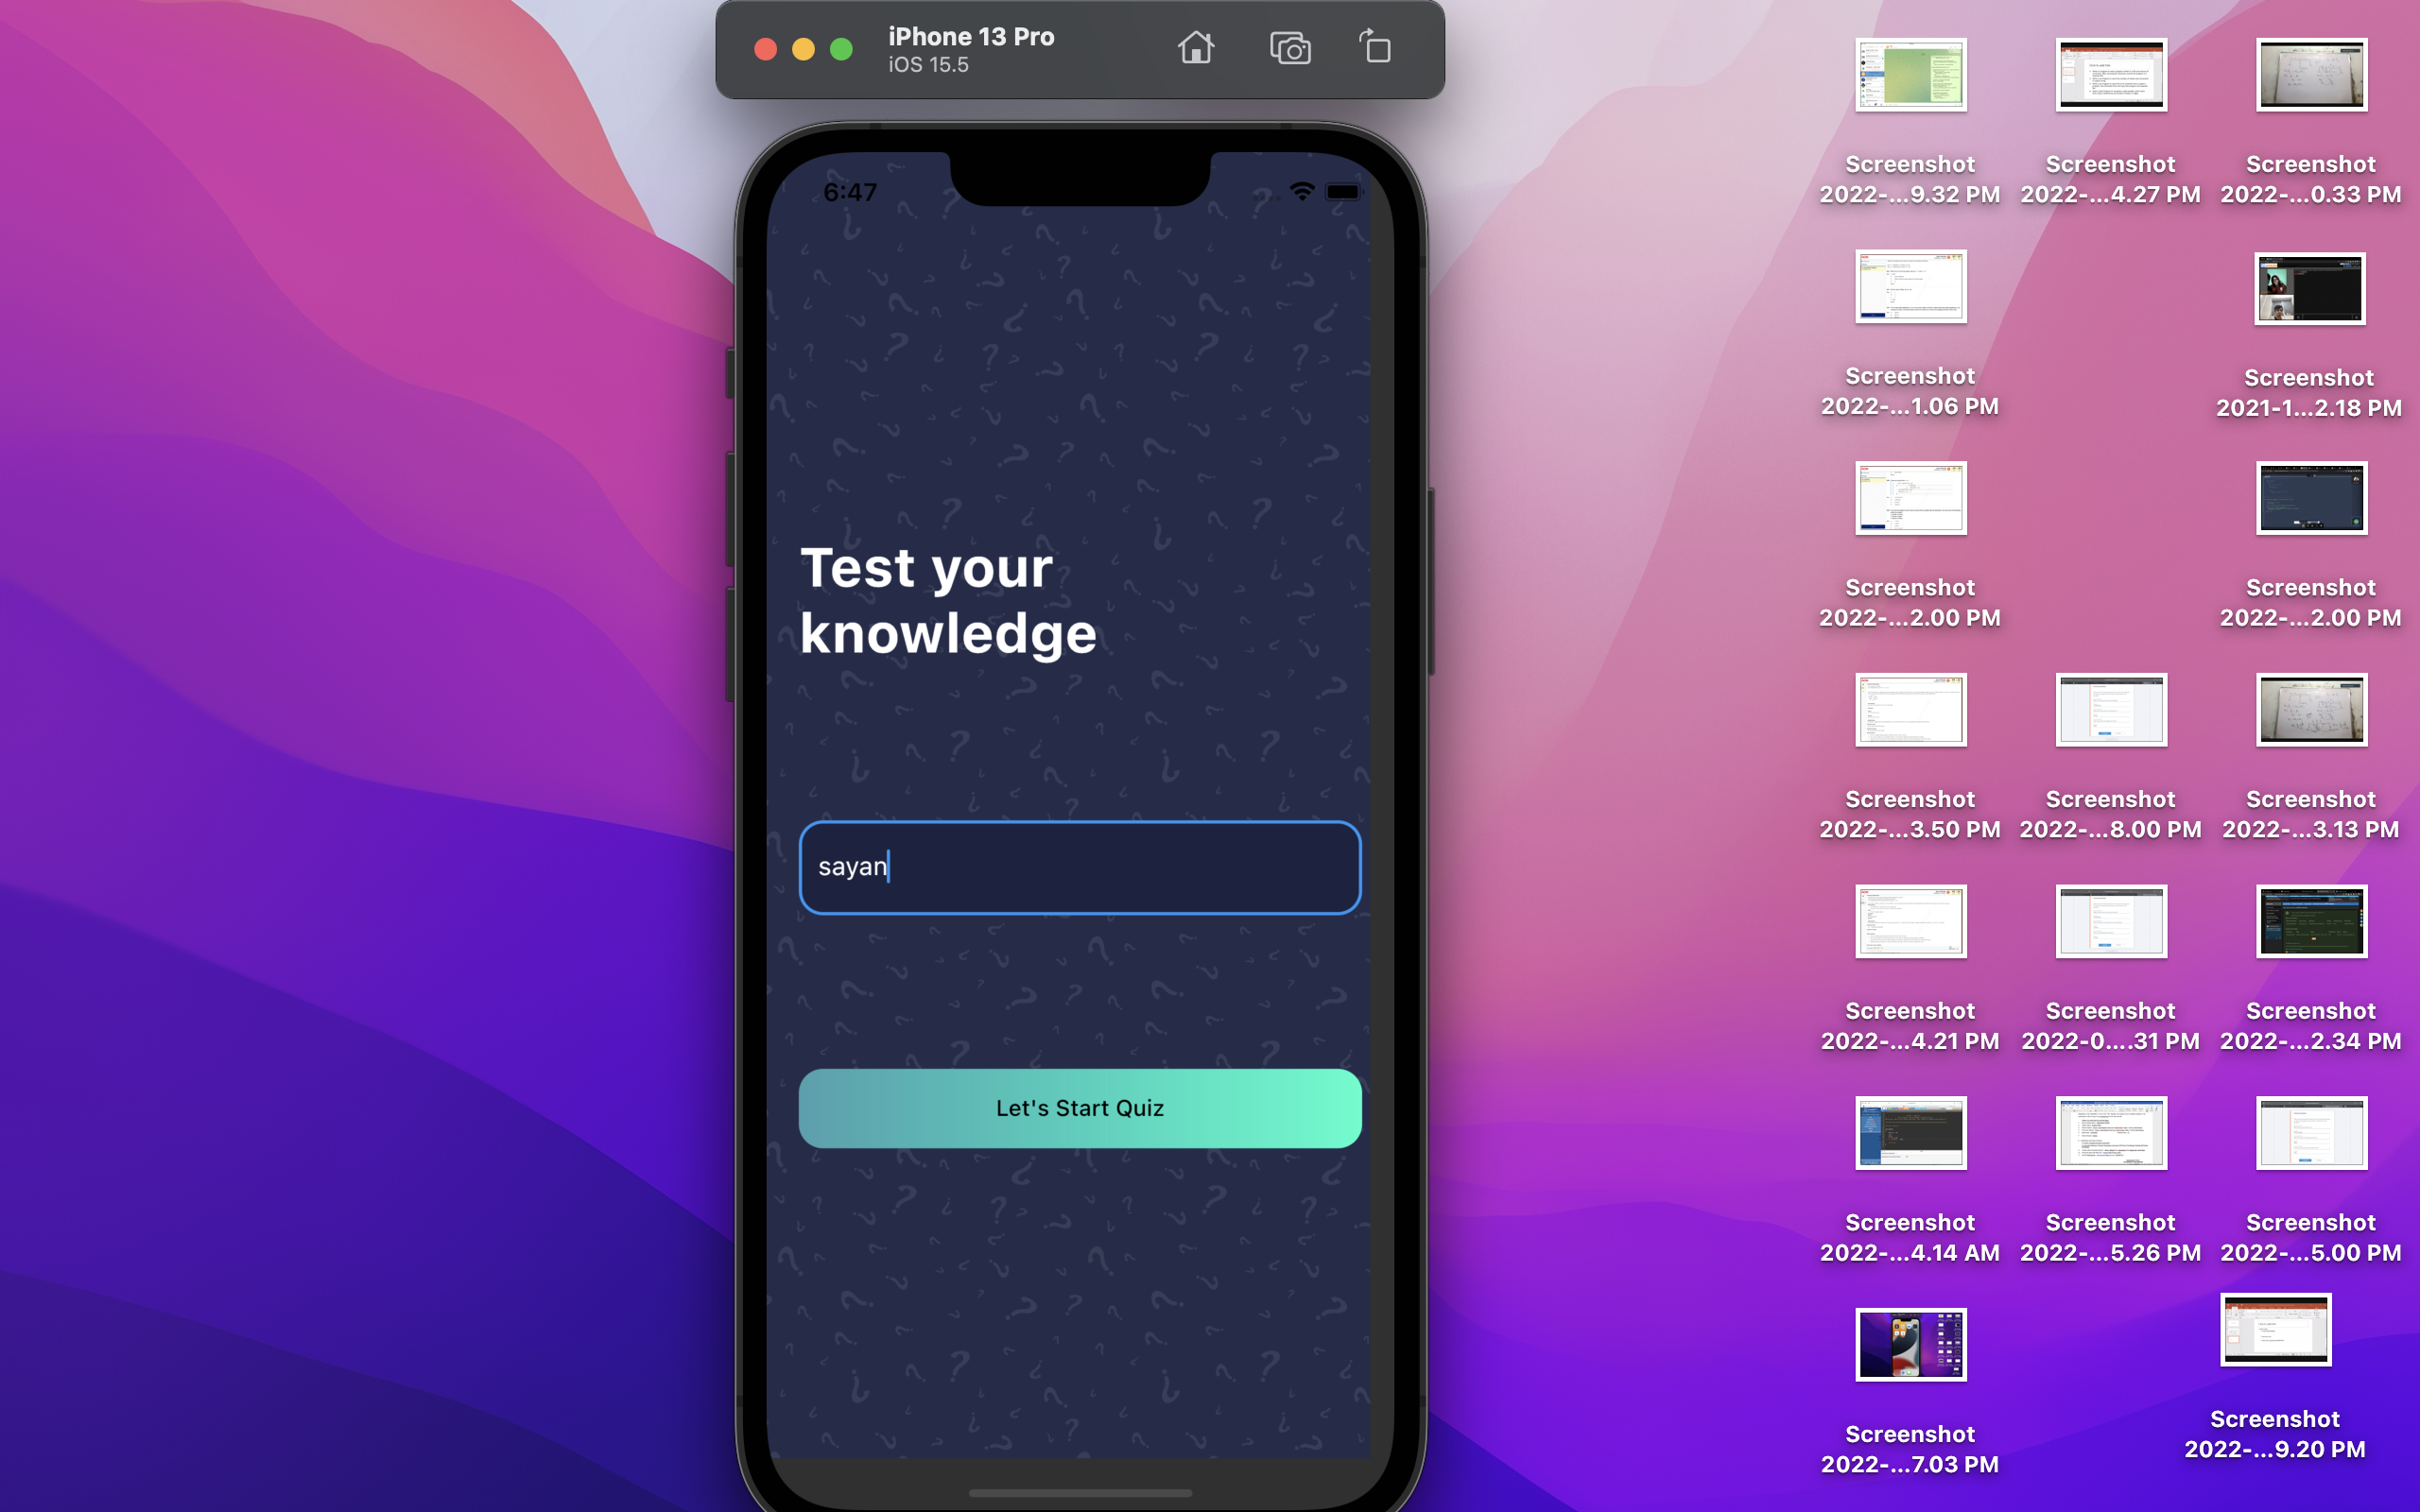 iPhone 13 Pro
iOS 15.5
6:47
Test your
knowledge
sayan
Let's Start Quiz
Screenshot
2022-...9.32 PM
Screenshot
2022-...4.27 PM
Screenshot
2022-...0.33 PM
Screenshot
2022-...1.06 PM
Screenshot
2021-1...2.18 PM
Screenshot
2022-...2.00 PM
Screenshot
2022-...2.00 PM
Screenshot
2022-...3.50 PM
Screenshot
2022-...8.00 PM
Screenshot
2022-...3.13 PM
Screenshot
2022-...4.21 PM
Screenshot
2022-0....31 PM
Screenshot
2022-...2.34 PM
Screenshot
2022-...4.14 AM
Screenshot
2022-...5.26 PM
Screenshot
2022-...5.00 PM
Screenshot
2022-...7.03 PM
Screenshot
2022-...9.20 PM